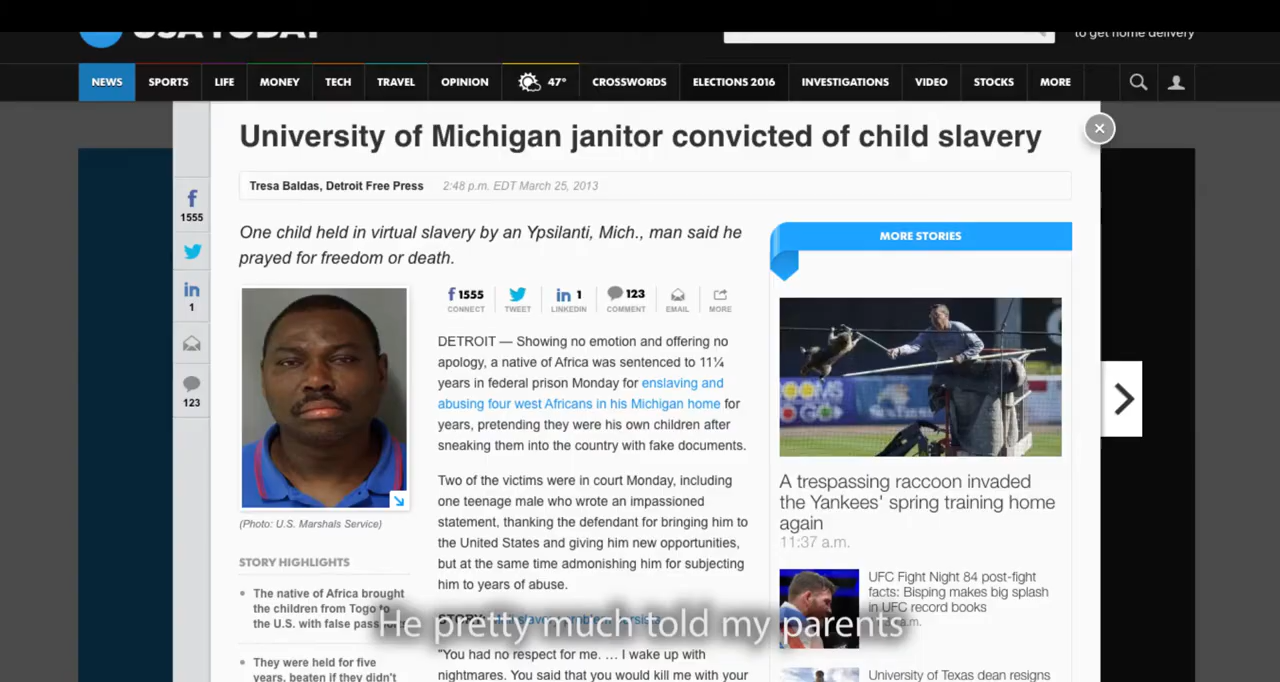 USA TODAY
to get home delivery
NEWS SPORTS LIFE MONEY TECH TRAVEL OPINION 47° CROSSWORDS ELECTIONS 2016 INVESTIGATIONS VIDEO STOCKS MORE
University of Michigan janitor convicted of child slavery
Tresa Baldas, Detroit Free Press 2:48 p.m. EDT March 25, 2013
f
1555
in
1
123
One child held in virtual slavery by an Ypsilanti, Mich., man said he
prayed for freedom or death.
(Photo: U.S. Marshals Service)
STORY HIGHLIGHTS
The native of Africa brought
the children from Togo to
the U.S. with false
They were held for five
years, beaten if they didn't
f 1555 in 1 123
CONNECT TWEET LINKEDIN COMMENT EMAIL MORE
DETROIT — Showing no emotion and offering no
apology, a native of Africa was sentenced to 11¼
years in federal prison Monday for enslaving and
abusing four west Africans in his Michigan home for
years, pretending they were his own children after
sneaking them into the country with fake documents.
Two of the victims were in court Monday, including
one teenage male who wrote an impassioned
statement, thanking the defendant for bringing him to
the United States and giving him new opportunities,
but at the same time admonishing him for subjecting
him to years of abuse.
"You had no respect for me. … I wake up with
nightmares. You said that you would kill me with your
MORE STORIES
A trespassing raccoon invaded
the Yankees' spring training home
again
11:37 a.m.
UFC Fight Night 84 post-fight
facts: Bisping makes big splash
in UFC record books
a.m.
University of Texas dean resigns
He pretty much told my parents